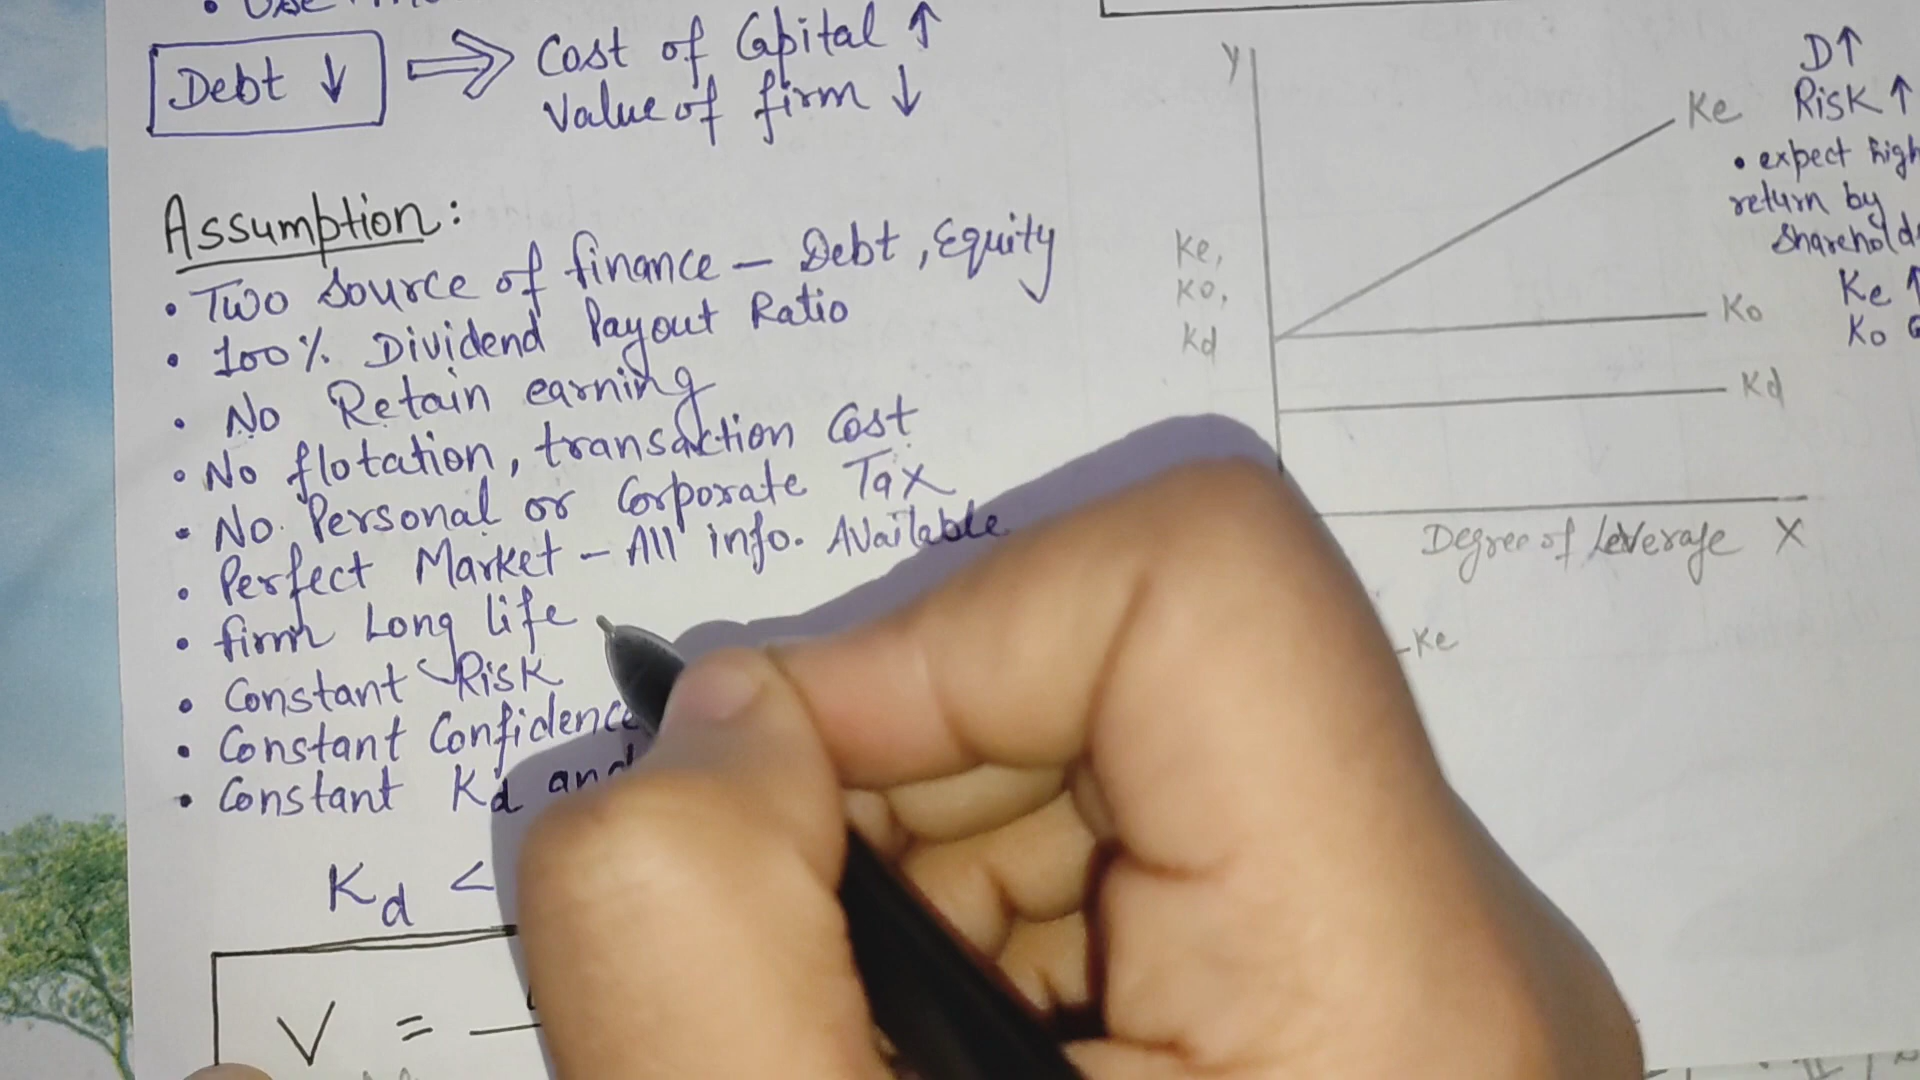 Debt ↓ ⇒ Cost of Capital ↑
Value of firm ↓
Assumption:
• Two source of finance – Debt, Equity
• 100% Dividend Payout Ratio
• No Retain earning
• No flotation, transaction Cost
• No. Personal or Corporate Tax
• Perfect Market – All info. Available
• firm Long life
• Constant Risk
• Constant Confidence
• Constant Kd and
Kd <
V =
y
Ke,
Ko,
Kd
Ke
Ko
Kd
Degree of Leverage X
D↑
Risk ↑
• expect high
return by
Sharehold
Ke ↑
Ko
Ke